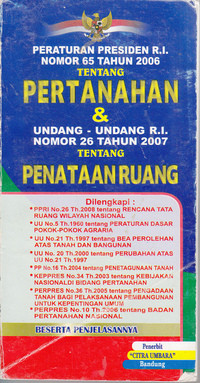 PERATURAN PRESIDEN R.I.
NOMOR 65 TAHUN 2006
TENTANG
PERTANAHAN
&
UNDANG - UNDANG R.I.
NOMOR 26 TAHUN 2007
TENTANG
PENATAAN RUANG
Dilengkapi :
• PPRI No.26 Th.2008 tentang RENCANA TATA
RUANG WILAYAH NASIONAL
• UU No.5 Th.1960 tentang PERATURAN DASAR
POKOK-POKOK AGRARIA
• UU No.21 Th.1997 tentang BEA PEROLEHAN
ATAS TANAH DAN BANGUNAN
• UU No. 20 Th.2000 tentang PERUBAHAN ATAS
UU No.21 Th.1997
• PP No.16 Th.2004 tentang PENETAGUNAAN TANAH
• KEPPRES No.34 Th.2003 tentang KEBIJAKAN
NASIONALDI BIDANG PERTANAHAN
• PERPRES No.36 Th.2005 tentang PENGADAAN
TANAH BAGI PELAKSANAAN PEMBANGUNAN
UNTUK KEPENTINGAN UMUM
• PERPRES No.10 Th.2006 tentang BADAN
PERTANAHAN NASIONAL
BESERTA PENJELASANNYA
Penerbit
"CITRA UMBARA"
Bandung